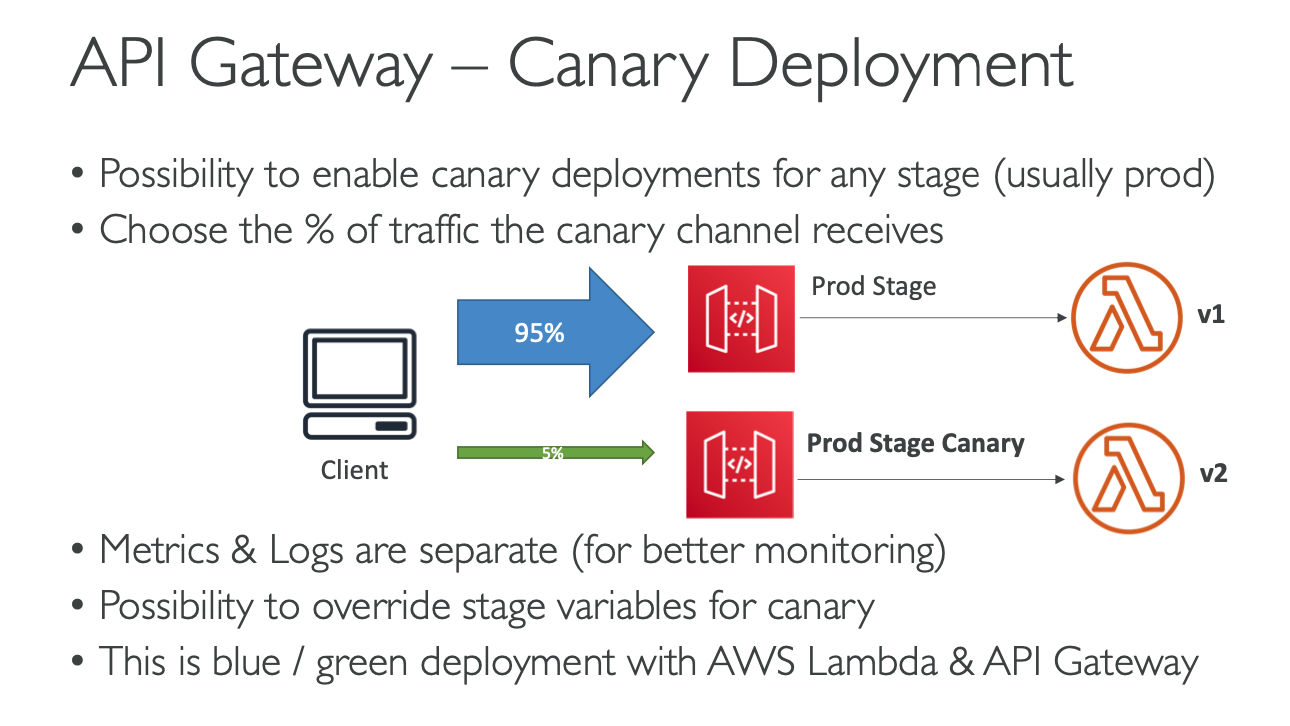 API Gateway – Canary Deployment
• Possibility to enable canary deployments for any stage (usually prod)
• Choose the % of traffic the canary channel receives
95%
</>
Prod Stage
v1
Client
5%
</>
Prod Stage Canary
v2
• Metrics & Logs are separate (for better monitoring)
• Possibility to override stage variables for canary
• This is blue / green deployment with AWS Lambda & API Gateway